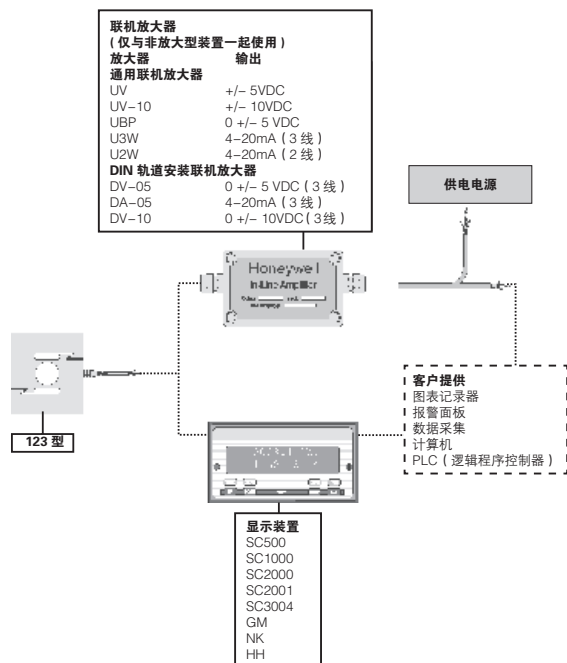 联机放大器
(仅与非放大型装置一起使用)
放大器 输出
通用联机放大器
UV +/– 5VDC
UV–10 +/– 10VDC
UBP 0 +/– 5 VDC
U3W 4–20mA(3 线)
U2W 4–20mA(2 线)
DIN 轨道安装联机放大器
DV–05 0 +/– 5 VDC(3 线)
DA–05 4–20mA(3 线)
DV–10 0 +/– 10VDC(3线)
供电电源
Honeywell
In-Line Amplifier
123 型
客户提供
图表记录器
报警面板
数据采集
计算机
PLC(逻辑程序控制器)
显示装置
SC500
SC1000
SC2000
SC2001
SC3004
GM
NK
HH